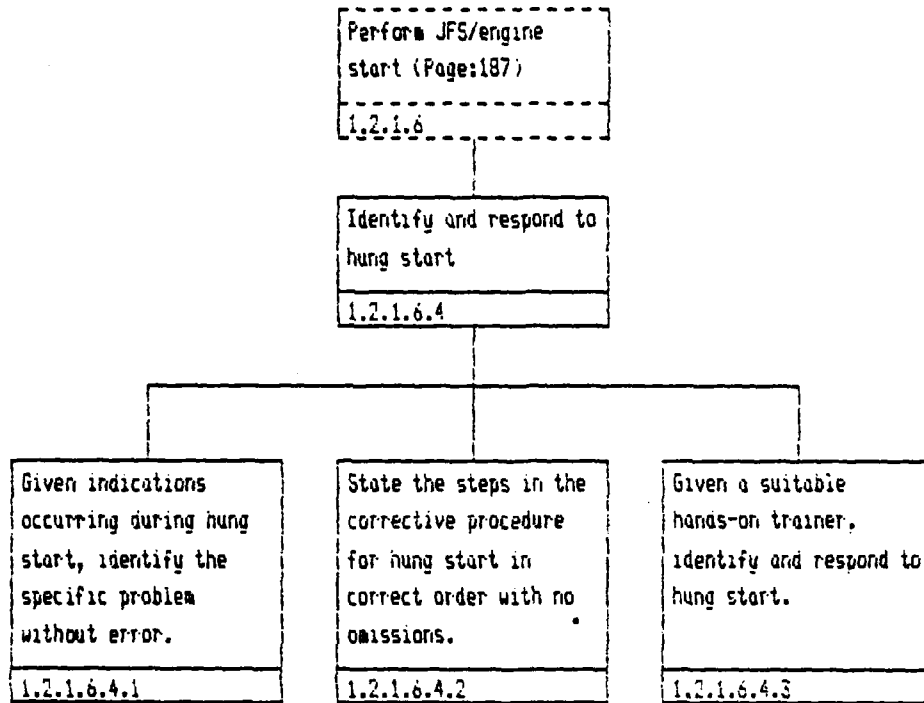 Perform JFS/engine
start (Page:187)
1.2.1.6
Identify and respond to
hung start
1.2.1.6.4
Given indications
occurring during hung
start, identify the
specific problem
without error.
1.2.1.6.4.1
State the steps in the
corrective procedure
for hung start in
correct order with no
omissions.
1.2.1.6.4.2
Given a suitable
hands-on trainer,
identify and respond to
hung start.
1.2.1.6.4.3